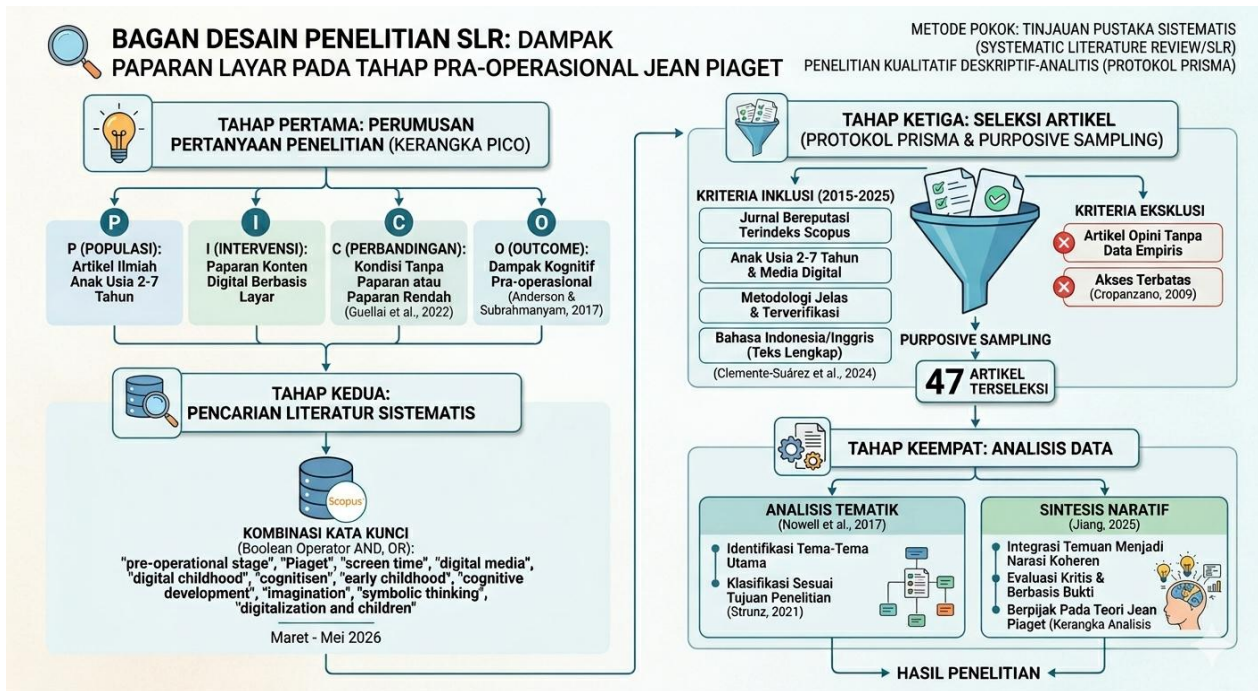 BAGAN DESAIN PENELITIAN SLR: DAMPAK
PAPARAN LAYAR PADA TAHAP PRA-OPERASIONAL JEAN PIAGET
METODE POKOK: TINJAUAN PUSTAKA SISTEMATIS
(SYSTEMATIC LITERATURE REVIEW/SLR)
PENELITIAN KUALITATIF DESKRIPTIF-ANALITIS (PROTOKOL PRISMA)
TAHAP PERTAMA: PERUMUSAN
PERTANYAAN PENELITIAN (KERANGKA PICO)
P
P (POPULASI):
Artikel Ilmiah
Anak Usia 2-7
Tahun
I
I (INTERVENSI):
Paparan Konten
Digital Berbasis
Layar
C
C (PERBANDINGAN):
Kondisi Tanpa
Paparan atau
Paparan Rendah
(Guellai et al., 2022)
O
O (OUTCOME):
Dampak Kognitif
Pra-operasional
(Anderson &
Subrahmanyam, 2017)
TAHAP KEDUA:
PENCARIAN LITERATUR SISTEMATIS
Scopus
KOMBINASI KATA KUNCI
(Boolean Operator AND, OR):
"pre-operational stage", "Piaget", "screen time", "digital media",
"digital childhood", "cognitisen", "early childhood", "cognitive
development", "imagination", "symbolic thinking",
"digitalization and children"
Maret - Mei 2026
TAHAP KETIGA: SELEKSI ARTIKEL
(PROTOKOL PRISMA & PURPOSIVE SAMPLING)
KRITERIA INKLUSI (2015-2025)
Jurnal Bereputasi
Terindeks Scopus
Anak Usia 2-7 Tahun
& Media Digital
Metodologi Jelas
& Terverifikasi
Bahasa Indonesia/Inggris
(Teks Lengkap)
(Clemente-Suárez et al., 2024)
KRITERIA EKSKLUSI
Artikel Opini Tanpa
Data Empiris
Akses Terbatas
(Cropanzano, 2009)
PURPOSIVE SAMPLING
47 ARTIKEL
TERSELEKSI
TAHAP KEEMPAT: ANALISIS DATA
ANALISIS TEMATIK
(Nowell et al., 2017)
Identifikasi Tema-Tema
Utama
Klasifikasi Sesuai
Tujuan Penelitian
(Strunz, 2021)
SINTESIS NARATIF
(Jiang, 2025)
Integrasi Temuan Menjadi
Narasi Koheren
Evaluasi Kritis &
Berbasis Bukti
Berpijak Pada Teori Jean
Piaget (Kerangka Analisis
HASIL PENELITIAN